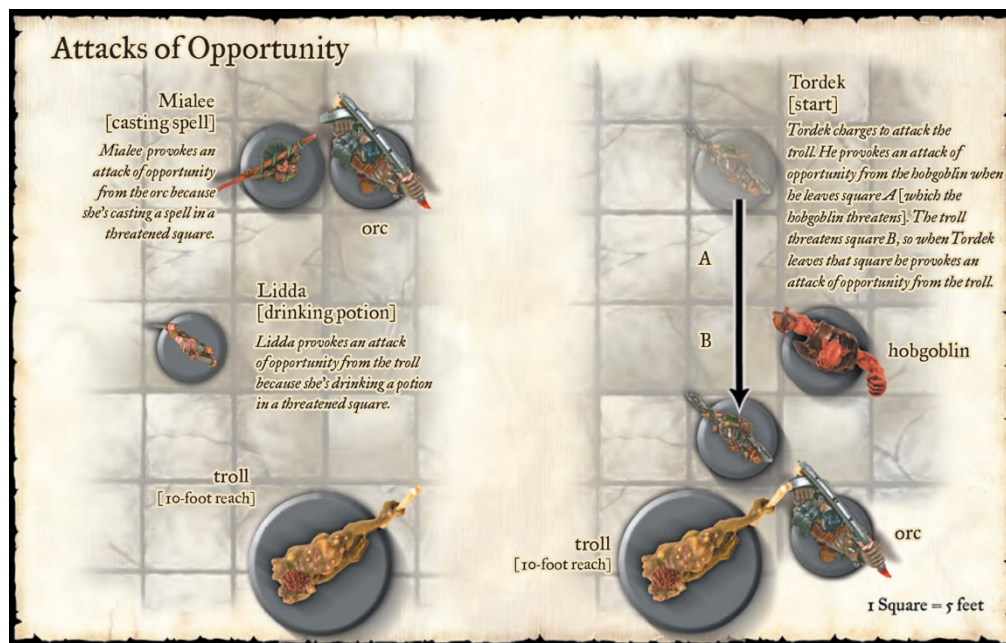 Attacks of Opportunity
Mialee
[casting spell]
Mialee provokes an
attack of opportunity
from the orc because
she's casting a spell in a
threatened square.
orc
Lidda
[drinking potion]
Lidda provokes an attack
of opportunity from the troll
because she's drinking a potion
in a threatened square.
troll
[10-foot reach]
Tordek
[start]
Tordek charges to attack the
troll. He provokes an attack of
opportunity from the hobgoblin when
he leaves square A [which the
hobgoblin threatens]. The troll
threatens square B, so when Tordek
leaves that square he provokes an
attack of opportunity from the troll.
A
B
hobgoblin
orc
troll
[10-foot reach]
1 Square = 5 feet